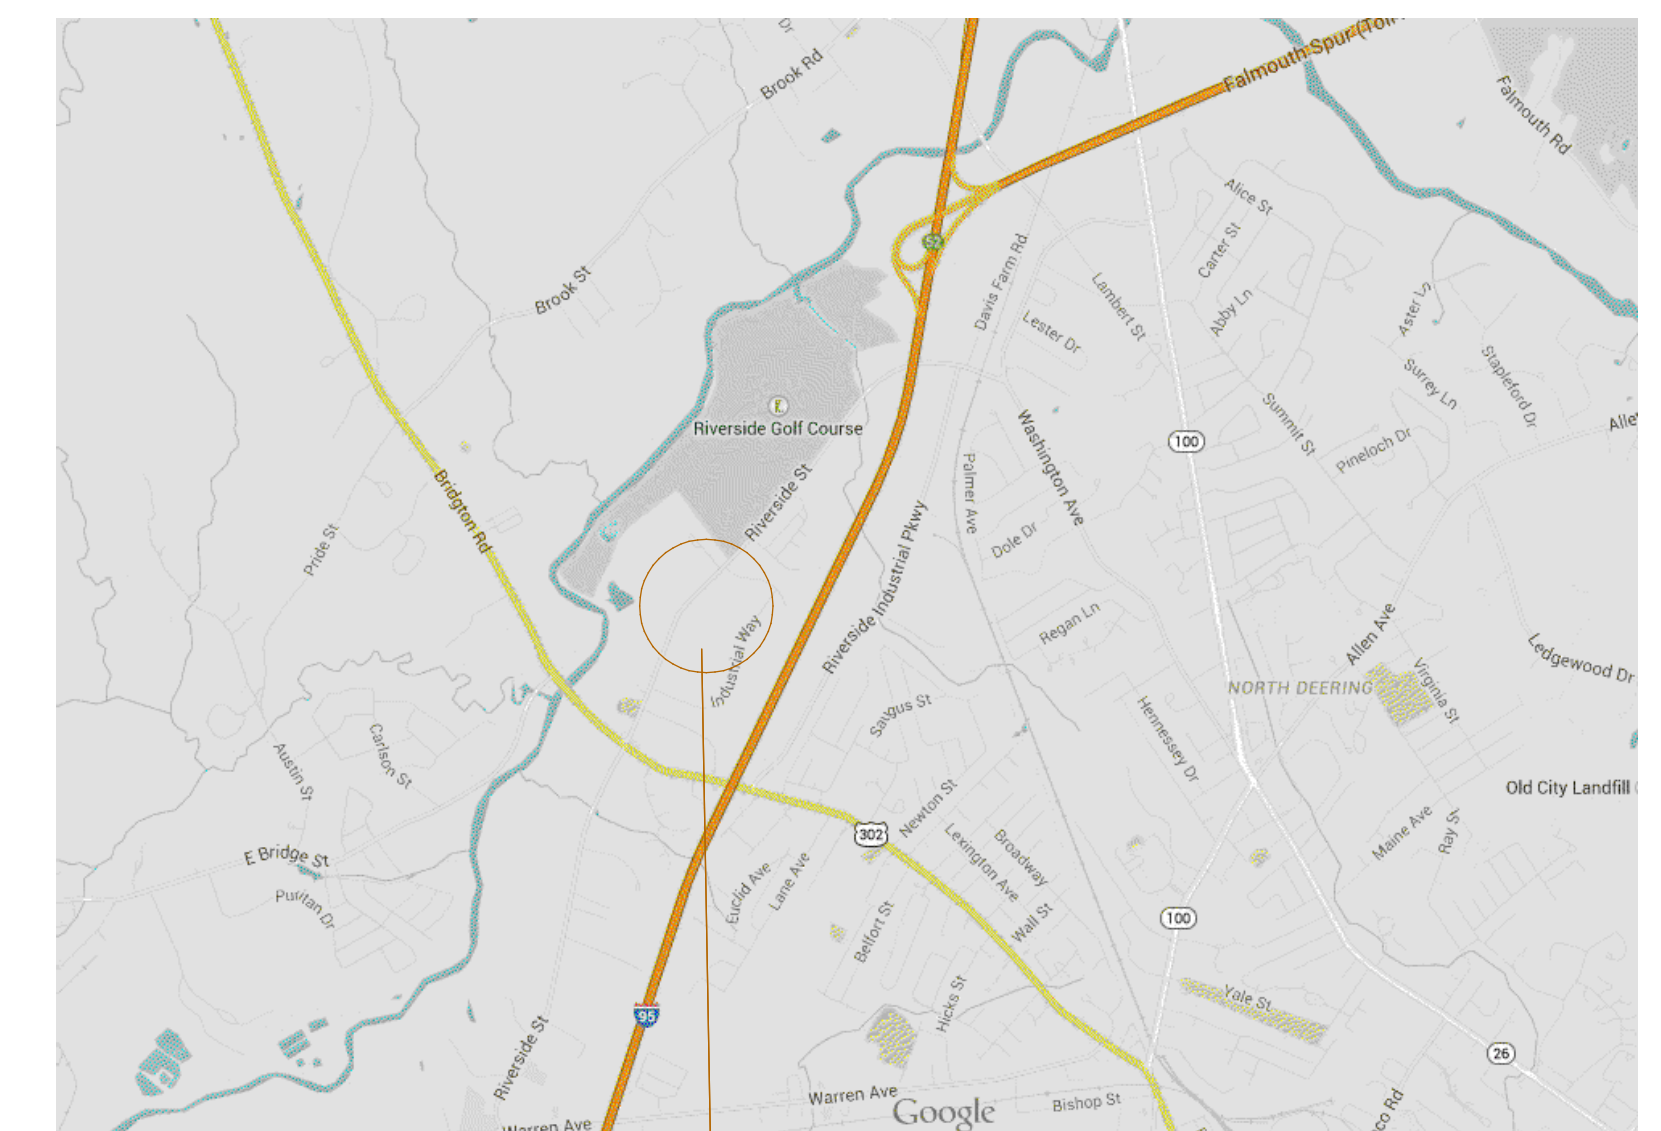 Dr
Brook Rd
Falmouth Spur (Toll
Falmouth Rd
Alice St
Carter St
52
Davis Farm Rd
Brook St
Lambert St
Abby Ln
Aster Ln
Lester Dr
Surrey Ln
Stapleford Dr
Riverside Golf Course
Summit St
Washington Ave
Alle
100
Pineloch Dr
Palmer Ave
Bridgton Rd
Riverside St
Pride St
Dole Dr
Riverside Industrial Pkwy
Regan Ln
Allen Ave
Industrial Way
Ledgewood Dr
NORTH DEERING
Virginia St
Saugus St
Hennessey Dr
Carlson St
Austin St
Old City Landfill
Newton St
302
Broadway
Lexington Ave
Maine Ave
Ray St
E Bridge St
Euclid Ave
Lane Ave
Puritan Dr
Wall St
Belfort St
100
Hicks St
Yale St
95
Riverside St
26
Warren Ave
Google
Bishop St
Warren Ave
co Rd